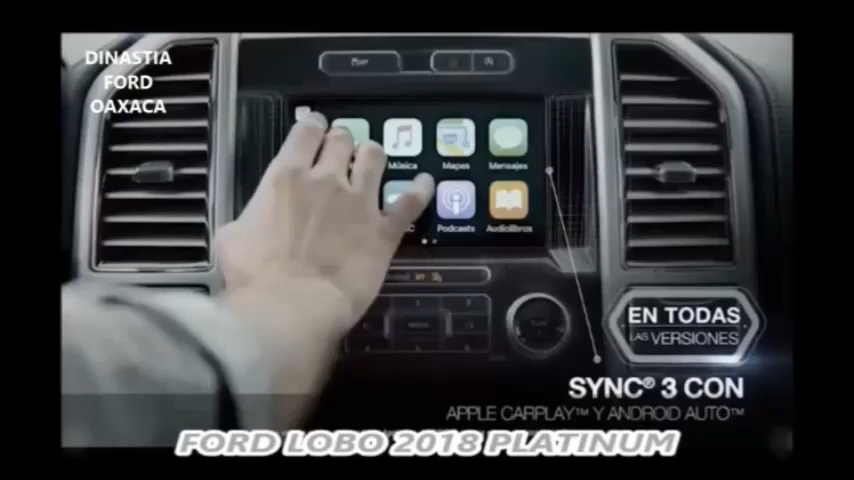 DINASTIA
FORD
OAXACA
Música
Mapas
Mensajes
Podcasts
Audiolibros
EN TODAS
LAS VERSIONES
SYNC® 3 CON
APPLE CARPLAY™ Y ANDROID AUTO™
FORD LOBO 2018 PLATINUM